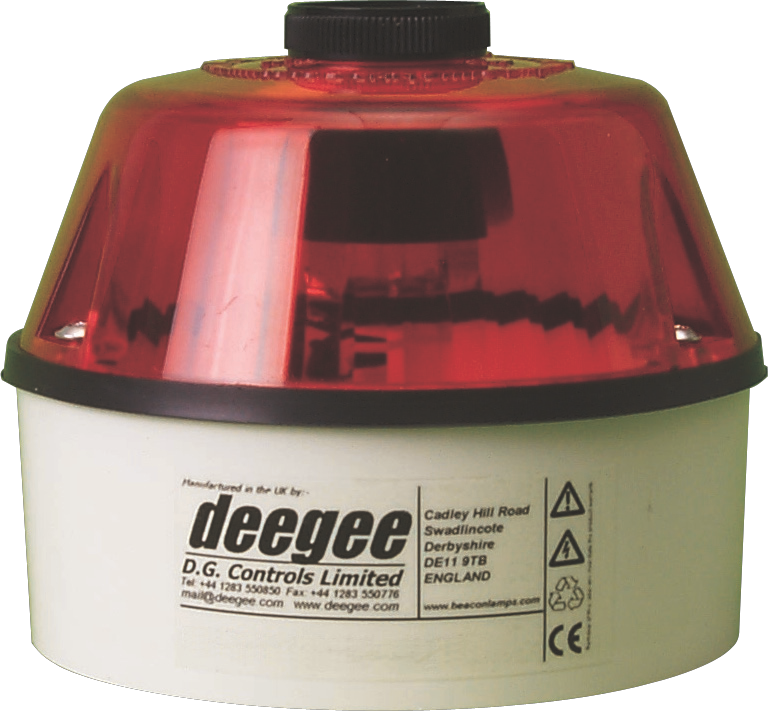 Manufactured in the UK by:-
deegee
D.G. Controls Limited
Tel: +44 1283 550850 Fax: +44 1283 550776
mail@deegee.com www.deegee.com
Cadley Hill Road
Swadlincote
Derbyshire
DE11 9TB
ENGLAND
www.beaconlamps.com
CE